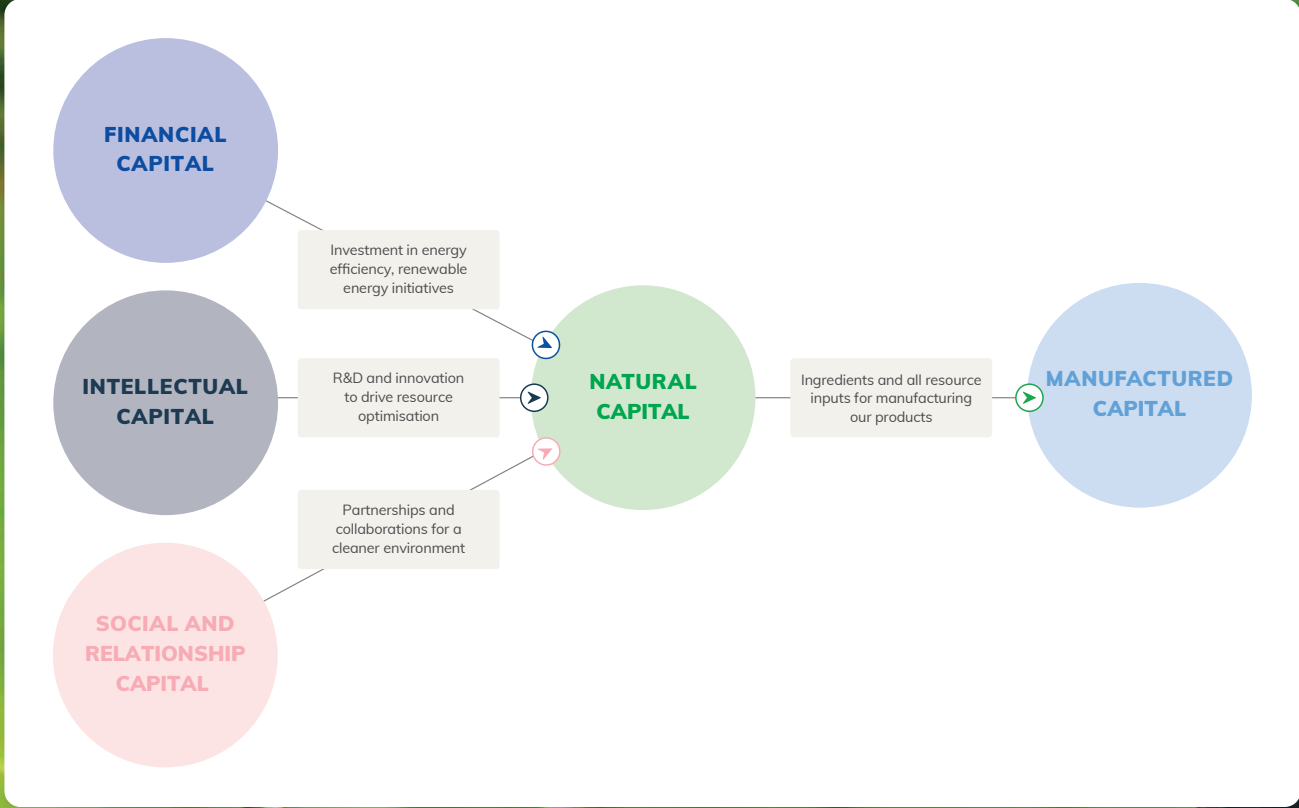 FINANCIAL
CAPITAL
Investment in energy
efficiency, renewable
energy initiatives
INTELLECTUAL
CAPITAL
R&D and innovation
to drive resource
optimisation
NATURAL
CAPITAL
Ingredients and all resource
inputs for manufacturing
our products
MANUFACTURED
CAPITAL
Partnerships and
collaborations for a
cleaner environment
SOCIAL AND
RELATIONSHIP
CAPITAL